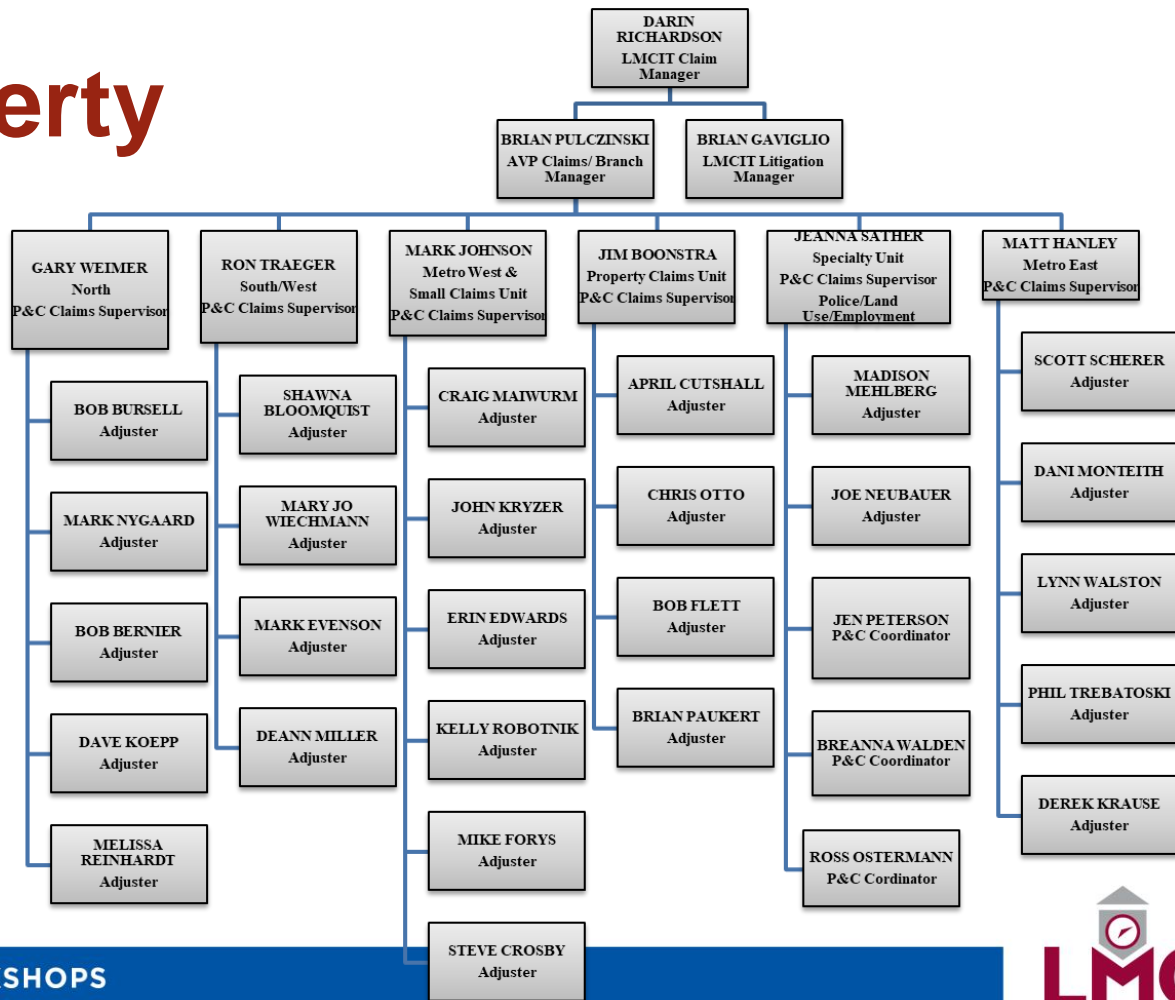 erty
DARIN
RICHARDSON
LMCIT Claim
Manager
BRIAN PULCZINSKI
AVP Claims/ Branch
Manager
BRIAN GAVIGLIO
LMCIT Litigation
Manager
GARY WEIMER
North
P&C Claims Supervisor
BOB BURSELL
Adjuster
MARK NYGAARD
Adjuster
BOB BERNIER
Adjuster
DAVE KOEPP
Adjuster
MELISSA
REINHARDT
Adjuster
RON TRAEGER
South/West
P&C Claims Supervisor
SHAWNA
BLOOMQUIST
Adjuster
MARY JO
WIECHMANN
Adjuster
MARK EVENSON
Adjuster
DEANN MILLER
Adjuster
MARK JOHNSON
Metro West &
Small Claims Unit
P&C Claims Supervisor
CRAIG MAIWURM
Adjuster
JOHN KRYZER
Adjuster
ERIN EDWARDS
Adjuster
KELLY ROBOTNIK
Adjuster
MIKE FORYS
Adjuster
STEVE CROSBY
Adjuster
JIM BOONSTRA
Property Claims Unit
P&C Claims Supervisor
APRIL CUTSHALL
Adjuster
CHRIS OTTO
Adjuster
BOB FLETT
Adjuster
BRIAN PAUKERT
Adjuster
JEANNA SATHER
Specialty Unit
P&C Claims Supervisor
Police/Land
Use/Employment
MADISON
MEHLBERG
Adjuster
JOE NEUBAUER
Adjuster
JEN PETERSON
P&C Coordinator
BREANNA WALDEN
P&C Coordinator
ROSS OSTERMANN
P&C Cordinator
MATT HANLEY
Metro East
P&C Claims Supervisor
SCOTT SCHERER
Adjuster
DANI MONTEITH
Adjuster
LYNN WALSTON
Adjuster
PHIL TREBATOSKI
Adjuster
DEREK KRAUSE
Adjuster
KSHOPS
LMC